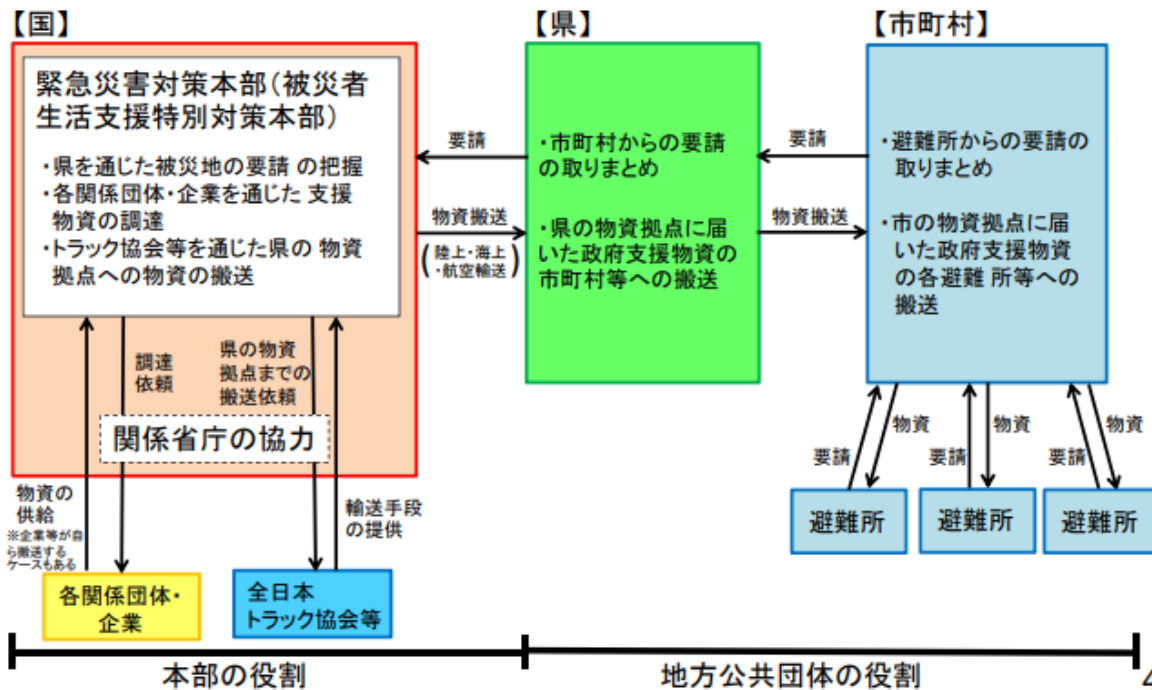 【国】
緊急災害対策本部(被災者
生活支援特別対策本部)
・県を通じた被災地の要請 の把握
・各関係団体・企業を通じた 支援
物資の調達
・トラック協会等を通じた県の 物資
拠点への物資の搬送
調達
依頼
県の物資
拠点までの
搬送依頼
関係省庁の協力
物資の
供給
※企業等が自
ら搬送する
ケースもある
輸送手段
の提供
各関係団体・
企業
全日本
トラック協会等
要請
物資搬送
(陸上・海上
・航空輸送)
【県】
・市町村からの要請
の取りまとめ
・県の物資拠点に届
いた政府支援物資の
市町村等への搬送
要請
物資搬送
【市町村】
・避難所からの要請の
取りまとめ
・市の物資拠点に届
いた政府支援物資
の各避難 所等への
搬送
要請
物資
要請
物資
要請
物資
避難所
避難所
避難所
本部の役割
地方公共団体の役割